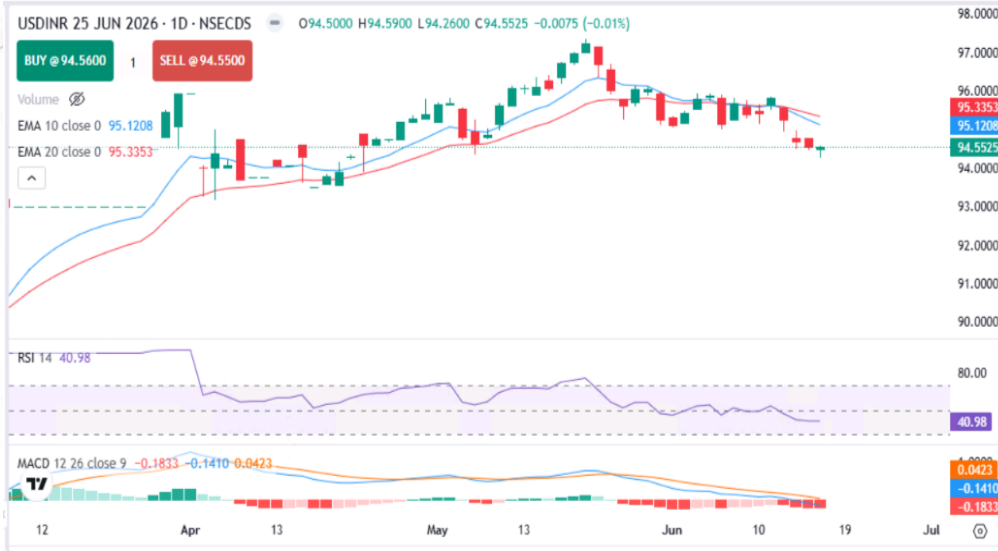 USDINR 25 JUN 2026 · 1D · NSECDS O94.5000 H94.5900 L94.2600 C94.5525 −0.0075 (−0.01%)
BUY @ 94.5600 1 SELL @ 94.5500
Volume
EMA 10 close 0 95.1208
EMA 20 close 0 95.3353
98.0000
97.0000
96.0000
95.3353
95.1208
94.5525
94.0000
93.0000
92.0000
91.0000
90.0000
RSI 14 40.98
80.00
40.98
MACD 12 26 close 9 −0.1833 −0.1410 0.0423
0.0423
−0.1410
−0.1833
12 Apr 13 May 13 Jun 10 19 Jul